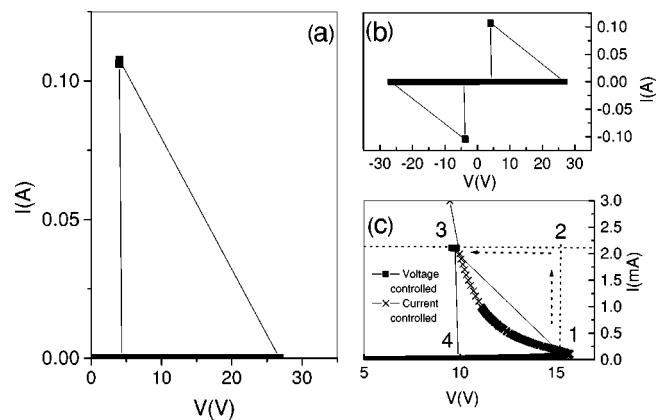 (a)
0.10
0.05
0.00
I(A)
0
10
20
30
V(V)
(b)
0.10
0.05
0.00
-0.05
-0.10
I(A)
-30
-20
-10
0
10
20
30
V(V)
(c)
3
2
1
4
Voltage
controlled
Current
controlled
3.0
2.5
2.0
1.5
1.0
0.5
0.0
I(mA)
5
10
15
V(V)